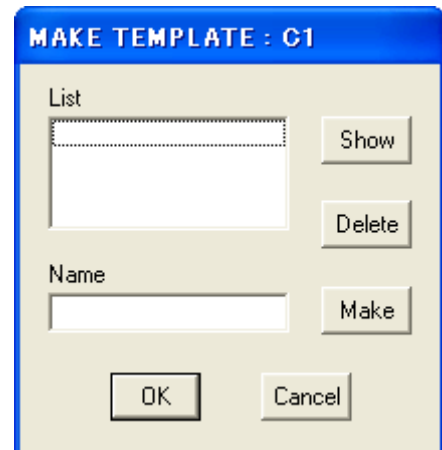 MAKE TEMPLATE : C1
List
Show
Delete
Name
Make
OK
Cancel